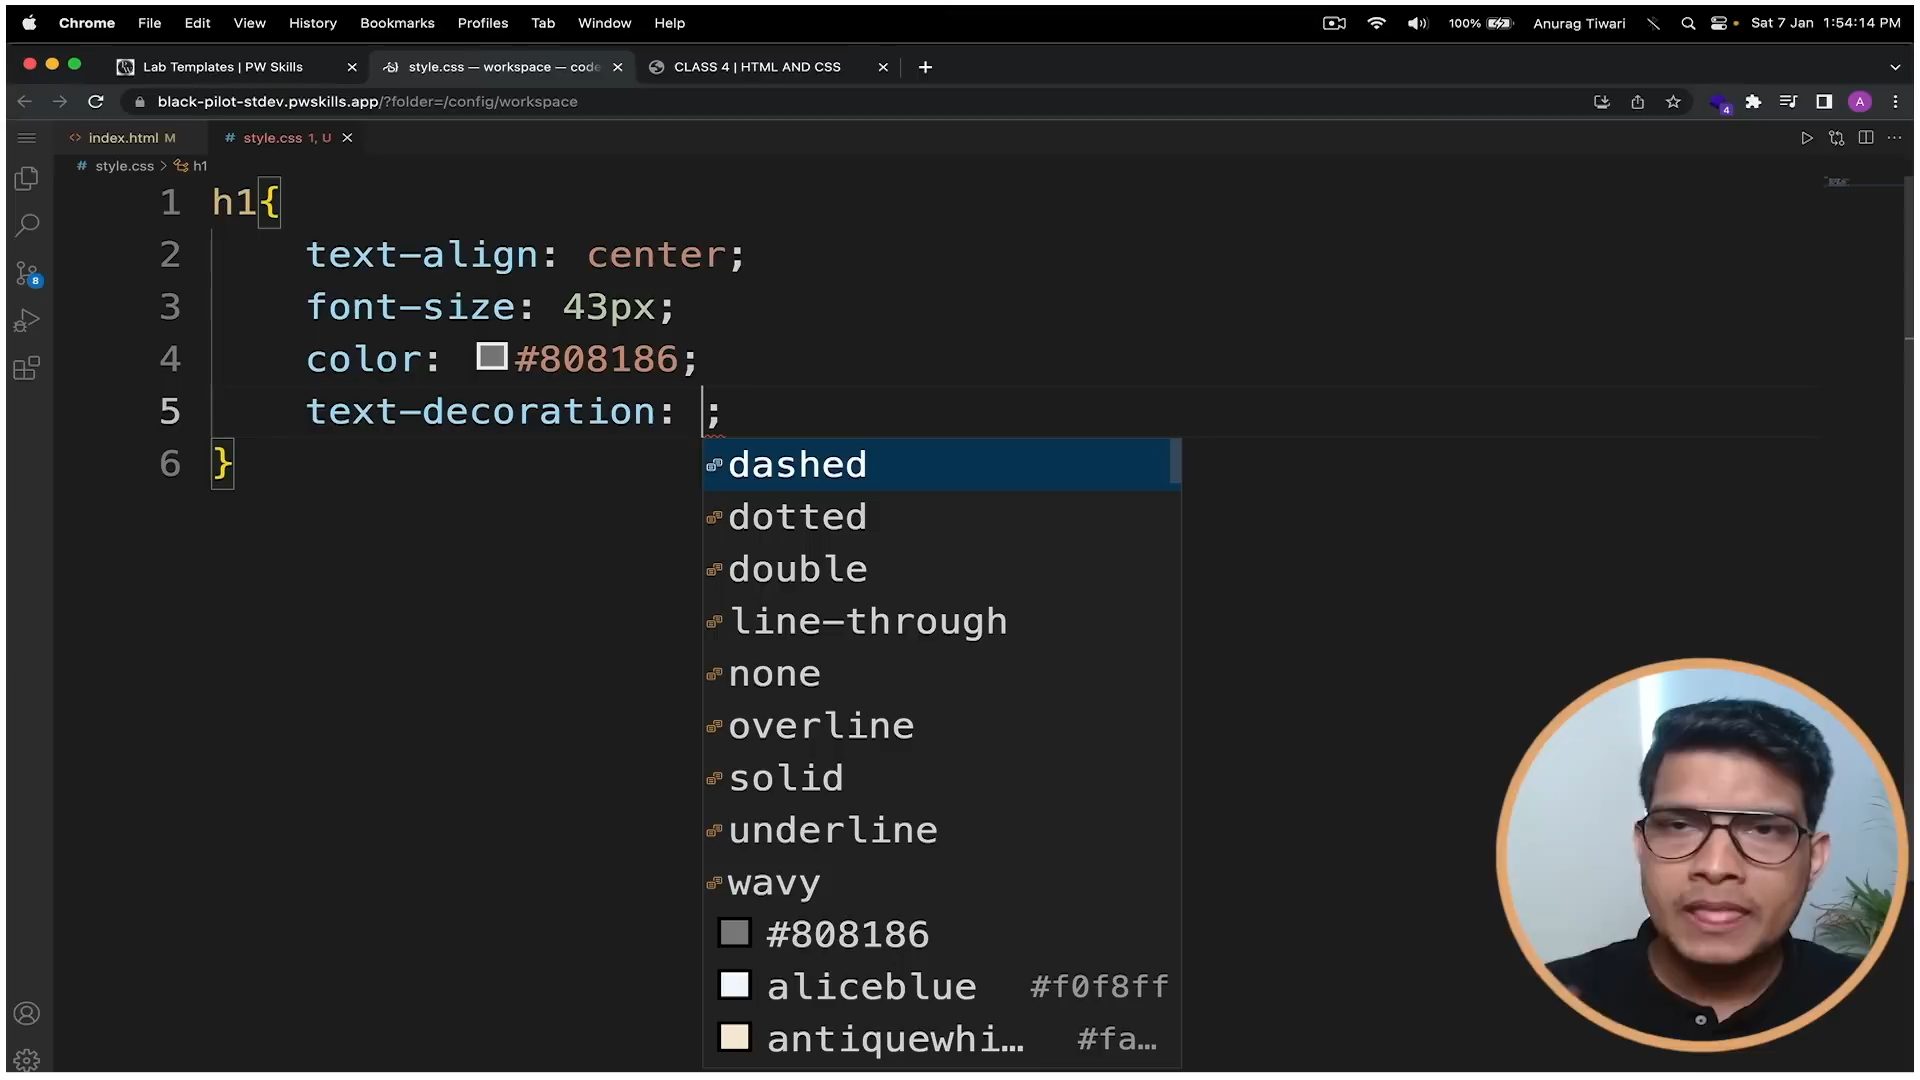 Chrome File Edit View History Bookmarks Profiles Tab Window Help 100% Anurag Tiwari Sat 7 Jan 1:54:14 PM
Lab Templates | PW Skills style.css — workspace — code CLASS 4 | HTML AND CSS
black-pilot-stdev.pwskills.app/?folder=/config/workspace 4 A
index.html M # style.css 1, U
# style.css > h1
1 h1{
2 text-align: center;
3 font-size: 43px;
4 color: #808186;
5 text-decoration: ;
6 }
8
dashed
dotted
double
line-through
none
overline
solid
underline
wavy
#808186
aliceblue #f0f8ff
antiquewhi… #fa…